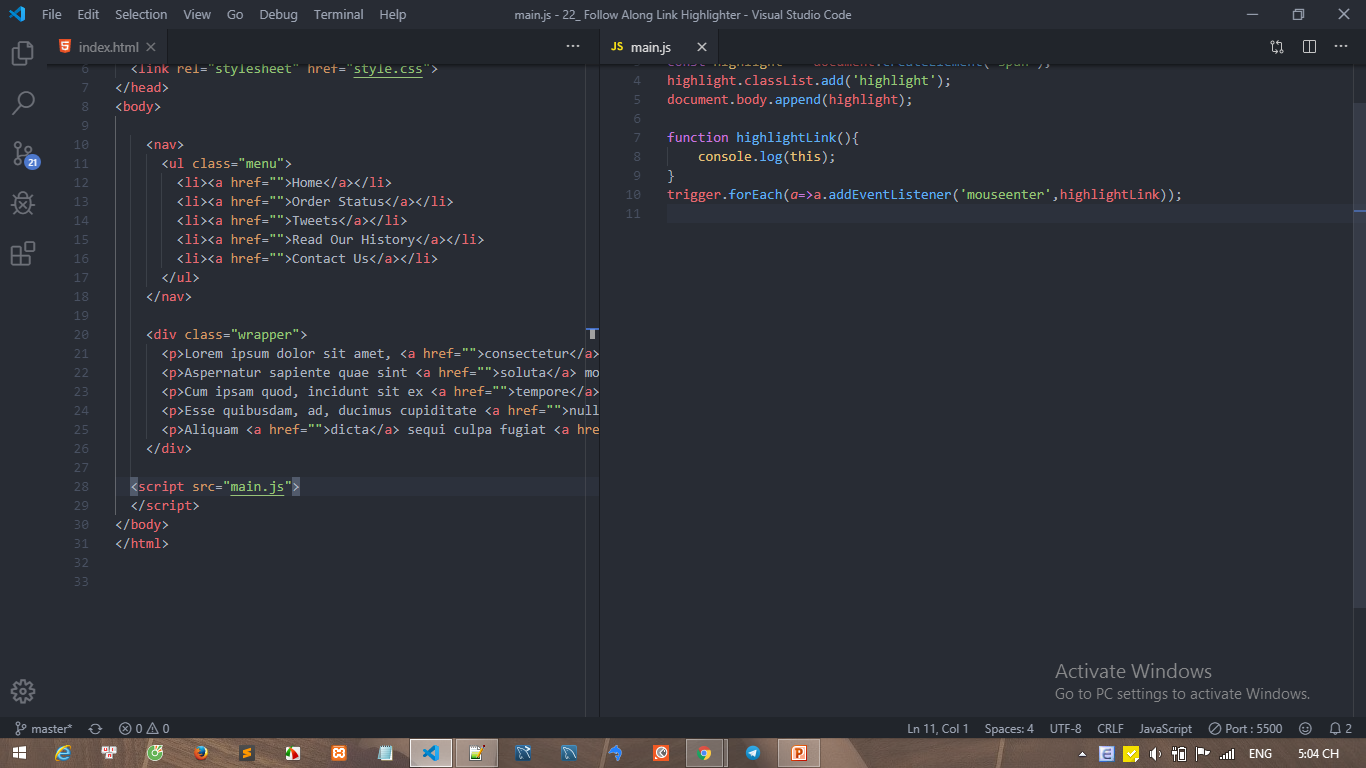 File Edit Selection View Go Debug Terminal Help
main.js - 22_ Follow Along Link Highlighter - Visual Studio Code
index.html
6 <link rel="stylesheet" href="style.css">
7 </head>
8 <body>
9
10 <nav>
11 <ul class="menu">
12 <li><a href="">Home</a></li>
13 <li><a href="">Order Status</a></li>
14 <li><a href="">Tweets</a></li>
15 <li><a href="">Read Our History</a></li>
16 <li><a href="">Contact Us</a></li>
17 </ul>
18 </nav>
19
20 <div class="wrapper">
21 <p>Lorem ipsum dolor sit amet, <a href="">consectetur</a>
22 <p>Aspernatur sapiente quae sint <a href="">soluta</a> mo
23 <p>Cum ipsam quod, incidunt sit ex <a href="">tempore</a>
24 <p>Esse quibusdam, ad, ducimus cupiditate <a href="">null
25 <p>Aliquam <a href="">dicta</a> sequi culpa fugiat <a hre
26 </div>
27
28 <script src="main.js">
29 </script>
30 </body>
31 </html>
32
33
JS main.js
3 const highlight = document.createElement('span');
4 highlight.classList.add('highlight');
5 document.body.append(highlight);
6
7 function highlightLink(){
8 console.log(this);
9 }
10 trigger.forEach(a=>a.addEventListener('mouseenter',highlightLink));
11
21
Activate Windows
Go to PC settings to activate Windows.
master* 0 0
Ln 11, Col 1 Spaces: 4 UTF-8 CRLF JavaScript Port : 5500 2
ENG 5:04 CH